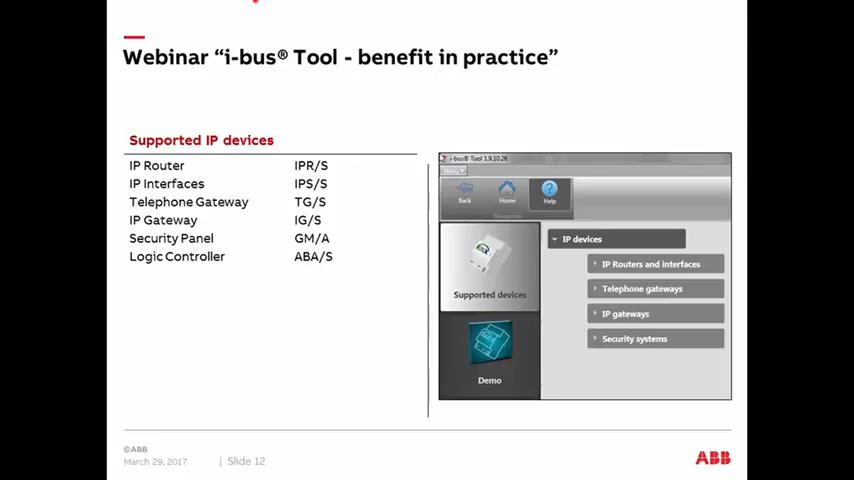 Webinar “i-bus® Tool - benefit in practice”
Supported IP devices
IP Router IPR/S
IP Interfaces IPS/S
Telephone Gateway TG/S
IP Gateway IG/S
Security Panel GM/A
Logic Controller ABA/S
i-bus® Tool 1.9.10.26
Menu
Back Home Help
Navigation
Supported devices
Demo
IP devices
IP Routers and interfaces
Telephone gateways
IP gateways
Security systems
©ABB
March 29, 2017 | Slide 12
ABB